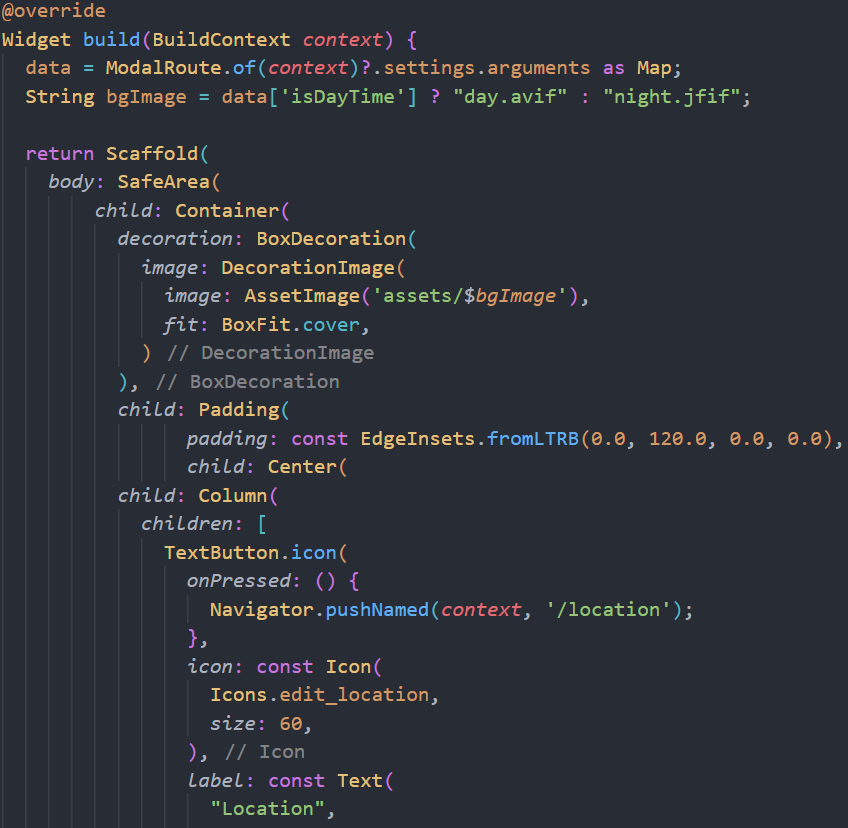 @override
Widget build(BuildContext context) {
  data = ModalRoute.of(context)?.settings.arguments as Map;
  String bgImage = data['isDayTime'] ? "day.avif" : "night.jfif";

  return Scaffold(
    body: SafeArea(
        child: Container(
          decoration: BoxDecoration(
            image: DecorationImage(
              image: AssetImage('assets/$bgImage'),
              fit: BoxFit.cover,
            ) // DecorationImage
          ), // BoxDecoration
          child: Padding(
                padding: const EdgeInsets.fromLTRB(0.0, 120.0, 0.0, 0.0),
                child: Center(
          child: Column(
            children: [
              TextButton.icon(
                onPressed: () {
                  Navigator.pushNamed(context, '/location');
                },
                icon: const Icon(
                  Icons.edit_location,
                  size: 60,
                ), // Icon
                label: const Text(
                  "Location",